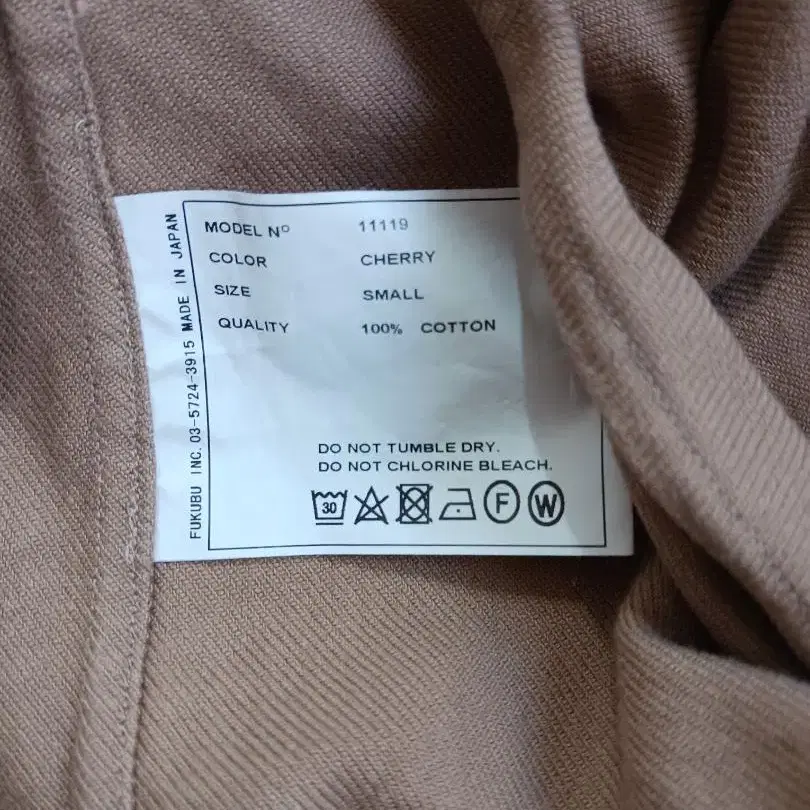 MODEL Nº 11119
COLOR CHERRY
SIZE SMALL
QUALITY 100% COTTON
DO NOT TUMBLE DRY.
DO NOT CHLORINE BLEACH.
30 F W
FUKUBU INC. 03-5724-3915 MADE IN JAPAN